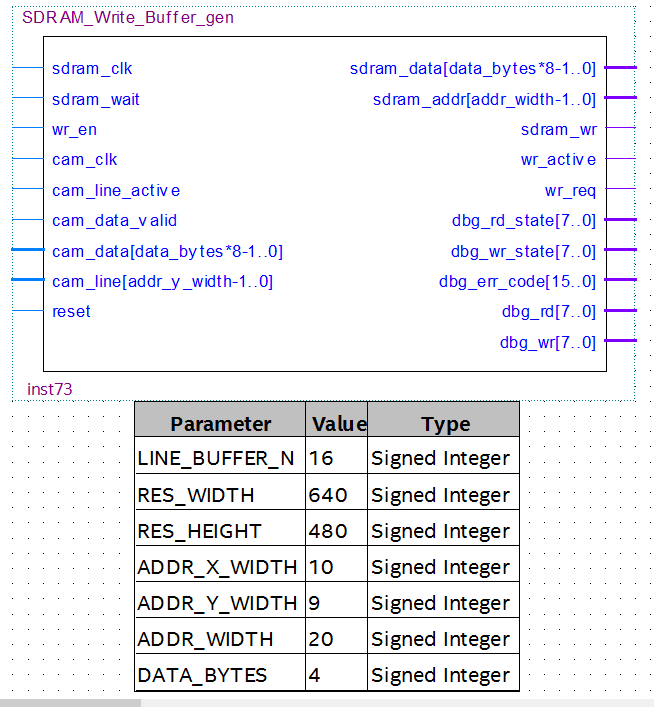 SDRAM_Write_Buffer_gen
sdram_clk sdram_data[data_bytes*8-1..0]
sdram_wait sdram_addr[addr_width-1..0]
wr_en sdram_wr
cam_clk wr_active
cam_line_active wr_req
cam_data_valid dbg_rd_state[7..0]
cam_data[data_bytes*8-1..0] dbg_wr_state[7..0]
cam_line[addr_y_width-1..0] dbg_err_code[15..0]
reset dbg_rd[7..0]
dbg_wr[7..0]
inst73
Parameter Value Type
LINE_BUFFER_N 16 Signed Integer
RES_WIDTH 640 Signed Integer
RES_HEIGHT 480 Signed Integer
ADDR_X_WIDTH 10 Signed Integer
ADDR_Y_WIDTH 9 Signed Integer
ADDR_WIDTH 20 Signed Integer
DATA_BYTES 4 Signed Integer